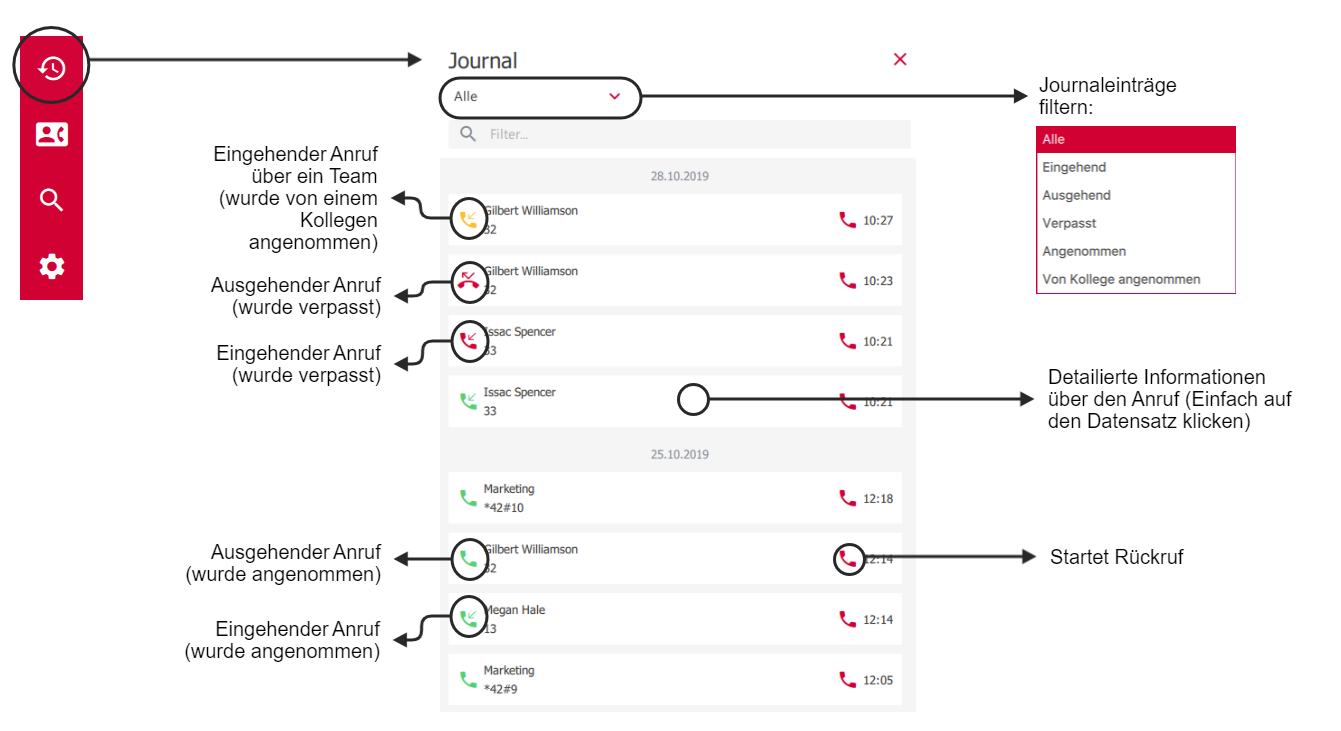 Journal
Alle
Filter...
Journaleinträge
filtern:
Alle
Eingehend
Ausgehend
Verpasst
Angenommen
Von Kollege angenommen
28.10.2019
Eingehender Anruf
über ein Team
(wurde von einem
Kollegen
angenommen)
Gilbert Williamson
32
10:27
Ausgehender Anruf
(wurde verpasst)
Gilbert Williamson
32
10:23
Eingehender Anruf
(wurde verpasst)
Issac Spencer
33
10:21
Issac Spencer
33
10:21
Detailierte Informationen
über den Anruf (Einfach auf
den Datensatz klicken)
25.10.2019
Marketing
*42#10
12:18
Ausgehender Anruf
(wurde angenommen)
Gilbert Williamson
32
12:14
Startet Rückruf
Eingehender Anruf
(wurde angenommen)
Megan Hale
13
12:14
Marketing
*42#9
12:05